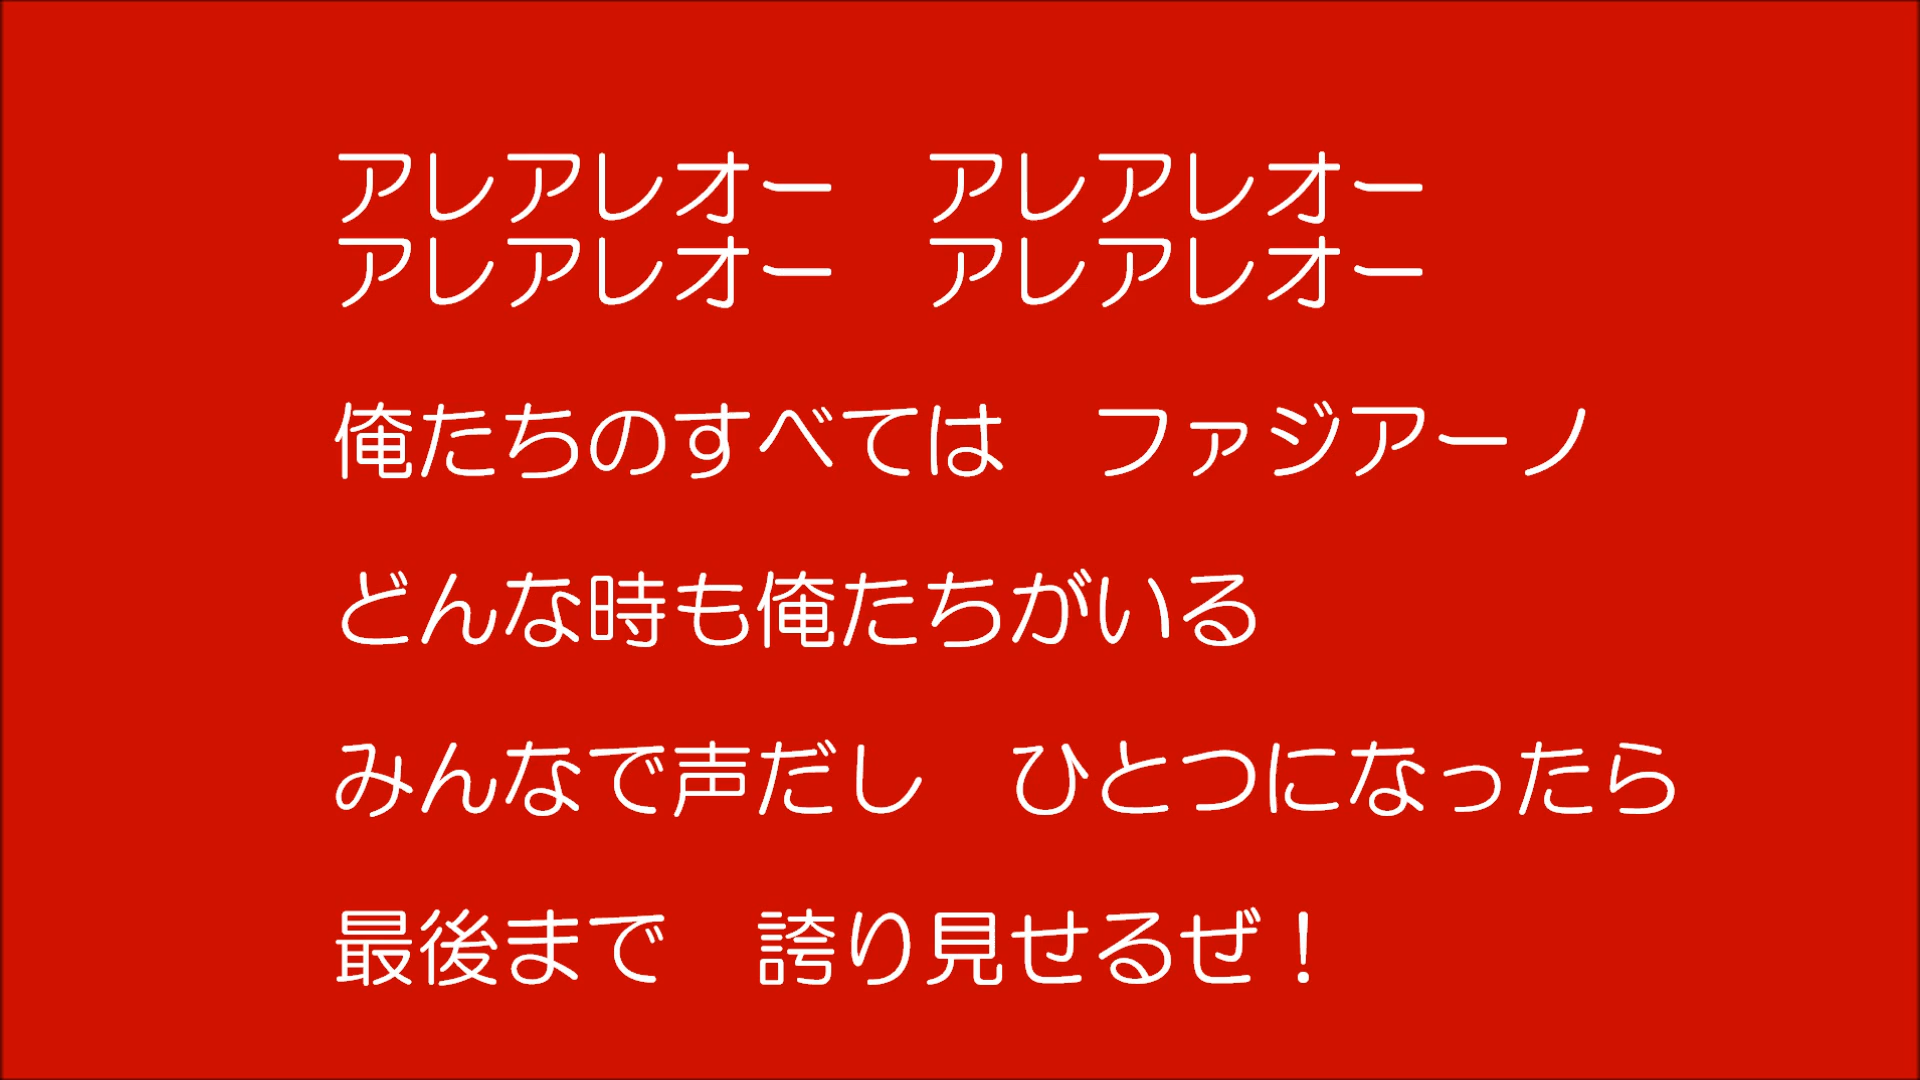 アレアレオー　アレアレオー
アレアレオー　アレアレオー
俺たちのすべては　ファジアーノ
どんな時も俺たちがいる
みんなで声だし　ひとつになったら
最後まで　誇り見せるぜ！